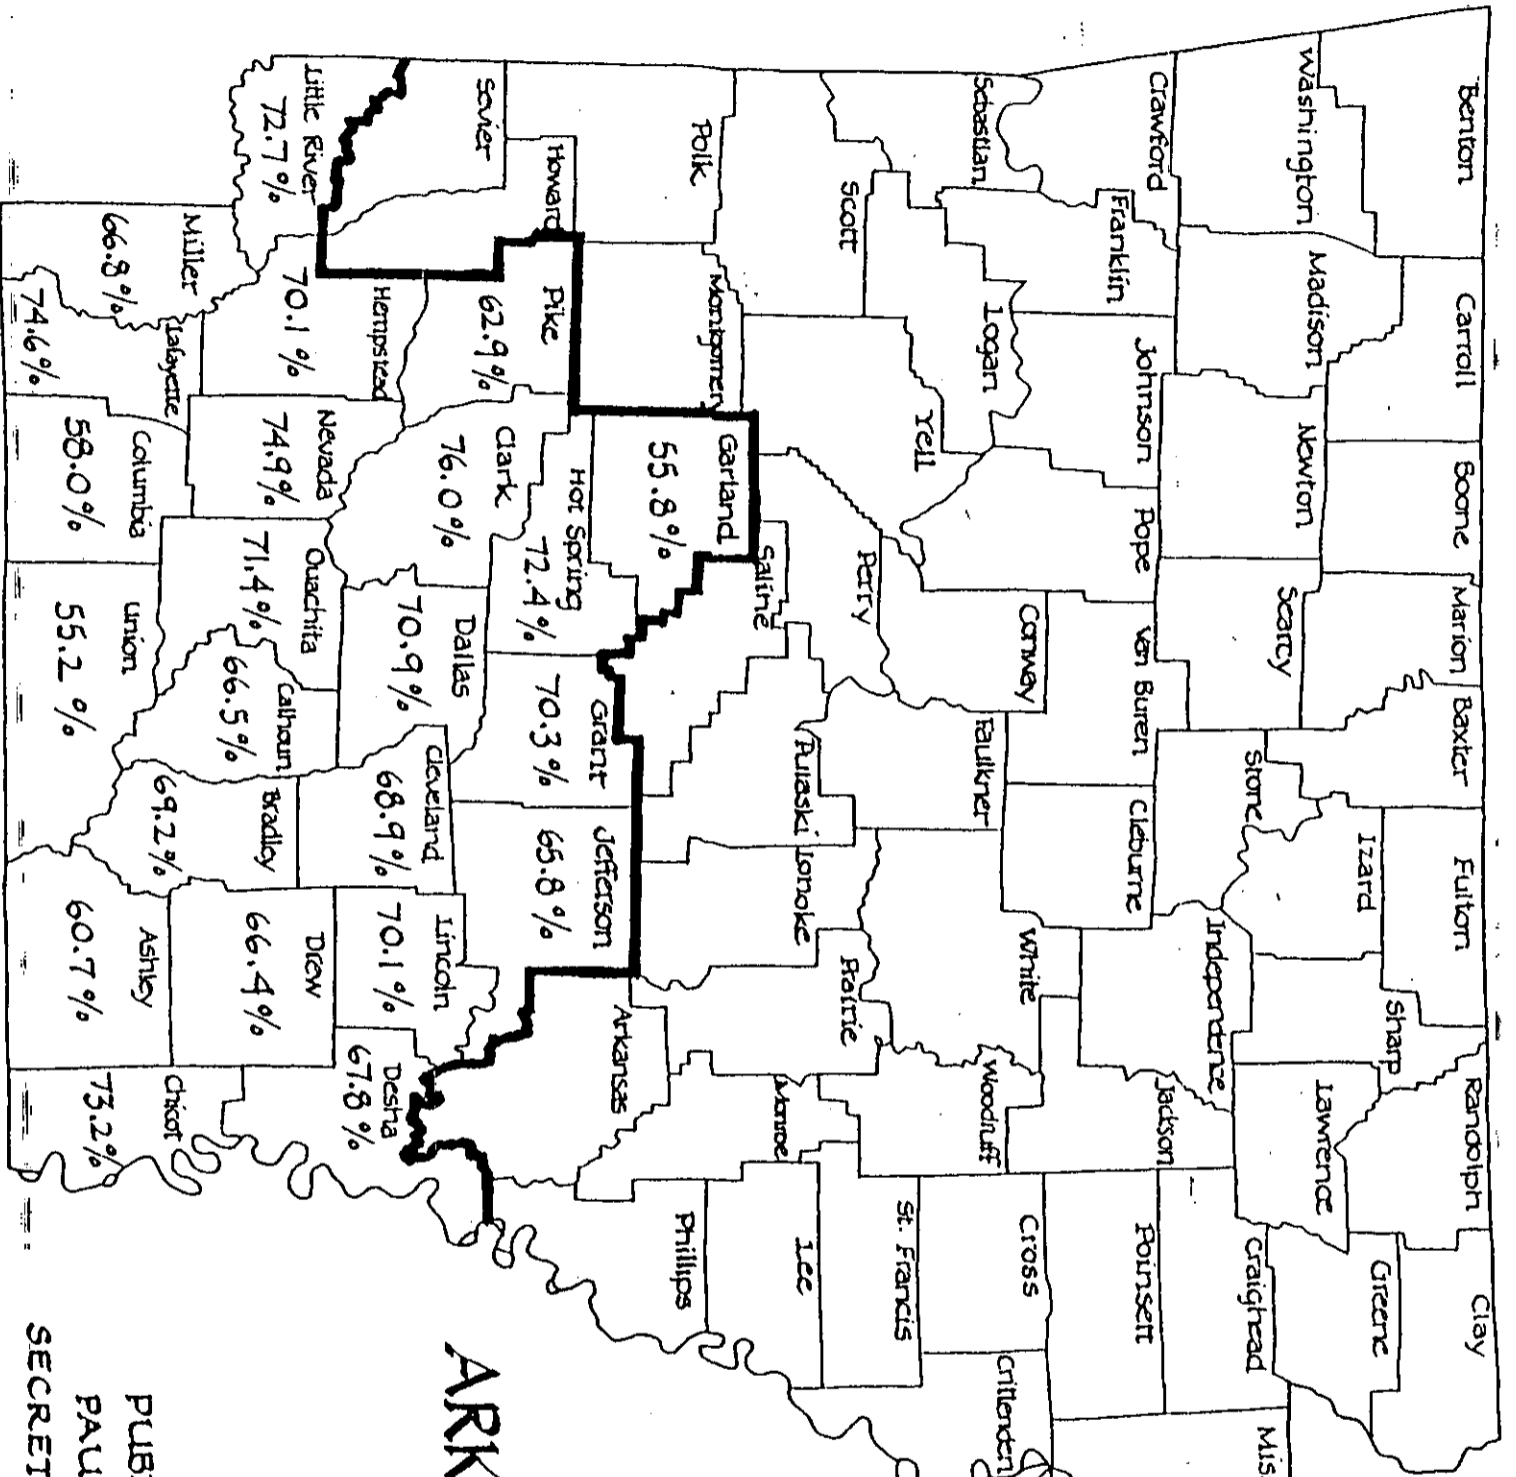 Benton
Carroll
Boone
Marion
Baxter
Fulton
Randolph
Clay
Washington
Madison
Newton
Searcy
Stone
Izard
Sharp
Lawrence
Greene
Crawford
Franklin
Johnson
Pope
Van Buren
Cleburne
Independence
Jackson
Craighead
Mis
Poinsett
Sebastian
Logan
Conway
Faulkner
White
Woodruff
Cross
Crittenden
Scott
Yell
Perry
Pulaski
Lonoke
Prairie
Monroe
St. Francis
Lee
Polk
Montgomery
Garland
55.8%
Saline
Arkansas
Phillips
Howard
Pike
62.9%
Hot Spring
72.4%
Grant
70.3%
Jefferson
65.8%
Sevier
Clark
76.0%
Dallas
70.9%
Cleveland
68.9%
Lincoln
70.1%
Desha
67.8%
Little River
72.7%
Hempstead
70.1%
Nevada
74.9%
Ouachita
71.4%
Calhoun
66.5%
Bradley
69.2%
Drew
66.4%
Miller
66.8%
Lafayette
74.6%
Columbia
58.0%
Union
55.2%
Ashley
60.7%
Chicot
73.2%
ARK
PUB
PAU
SECRET